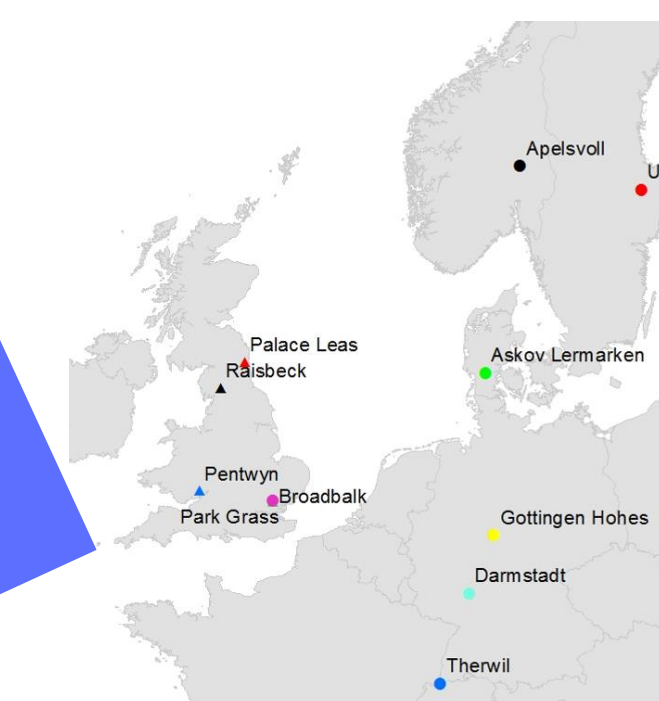 Apelsvoll
U
Palace Leas
Askov Lermarken
Raisbeck
Pentwyn
Broadbalk
Park Grass
Gottingen Hohes
Darmstadt
Therwil